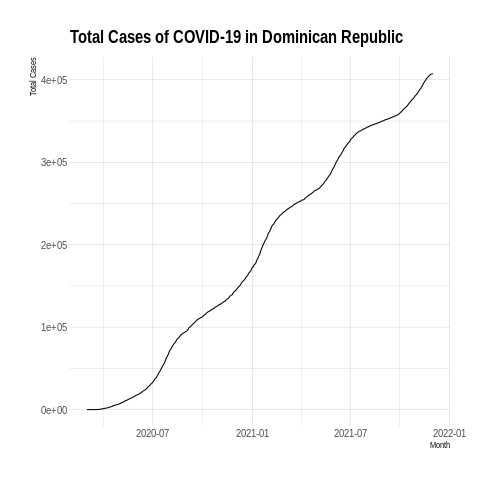 Total Cases of COVID-19 in Dominican Republic
Total Cases
4e+05
3e+05
2e+05
1e+05
0e+00
2020-07 2021-01 2021-07 2022-01
Month